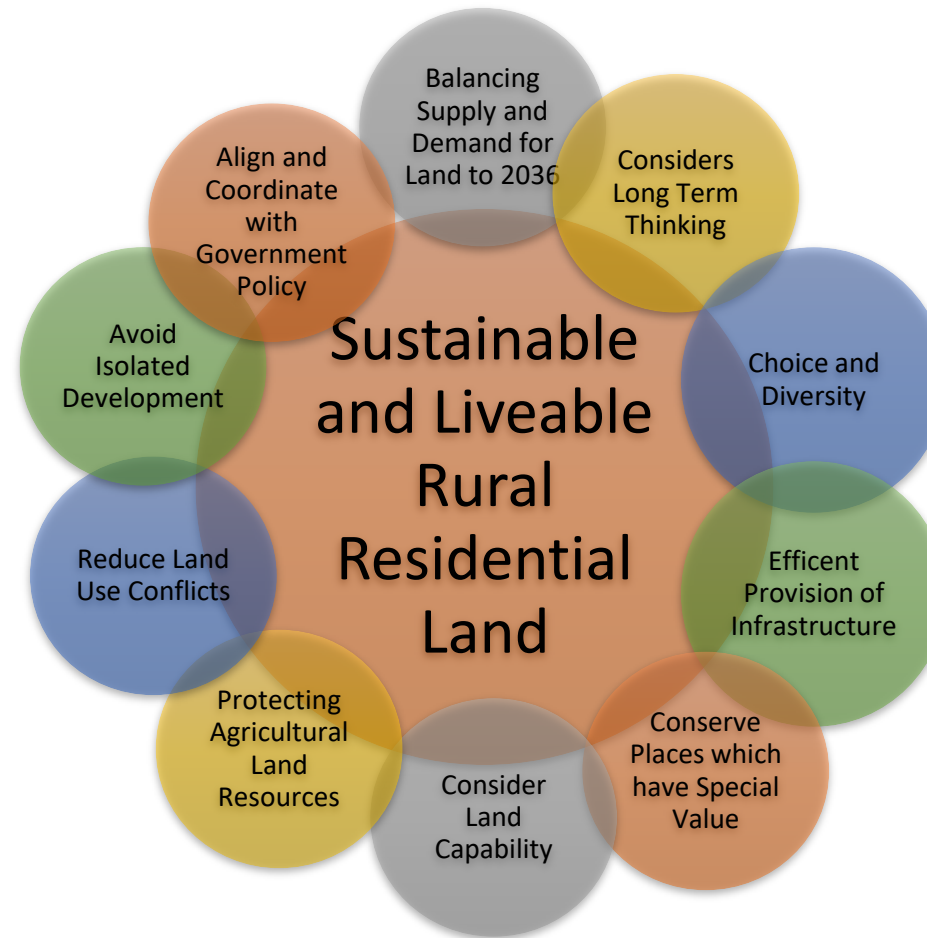 Balancing
Supply and
Demand for
Land to 2036
Considers
Long Term
Thinking
Choice and
Diversity
Efficent
Provision of
Infrastructure
Conserve
Places which
have Special
Value
Consider
Land
Capability
Protecting
Agricultural
Land
Resources
Reduce Land
Use Conflicts
Avoid
Isolated
Development
Align and
Coordinate
with
Government
Policy
Sustainable
and Liveable
Rural
Residential
Land